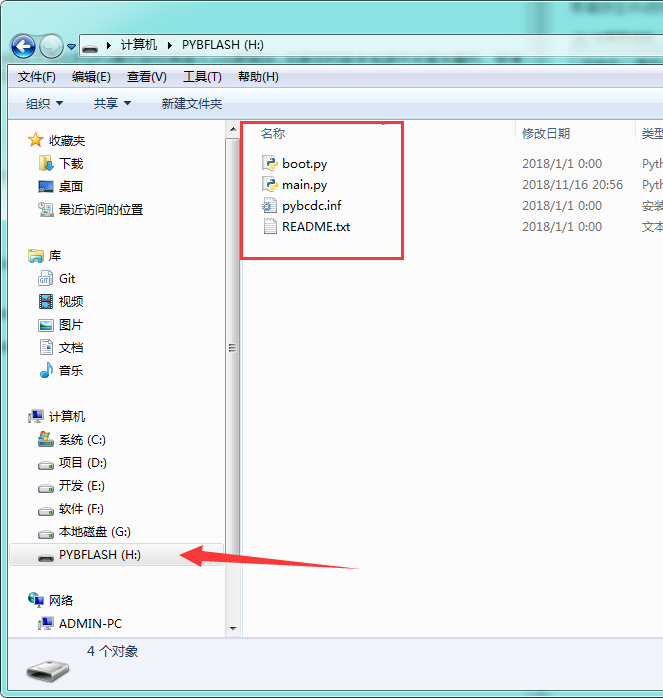 计算机 PYBFLASH (H:)
文件(F) 编辑(E) 查看(V) 工具(T) 帮助(H)
组织 共享 新建文件夹
收藏夹
下载
桌面
最近访问的位置
库
Git
视频
图片
文档
音乐
计算机
系统 (C:)
项目 (D:)
开发 (E:)
软件 (F:)
本地磁盘 (G:)
PYBFLASH (H:)
网络
ADMIN-PC
名称 修改日期 类型
boot.py 2018/1/1 0:00 Pyth
main.py 2018/11/16 20:56 Pyth
pybcdc.inf 2018/1/1 0:00 安装
README.txt 2018/1/1 0:00 文本
4 个对象